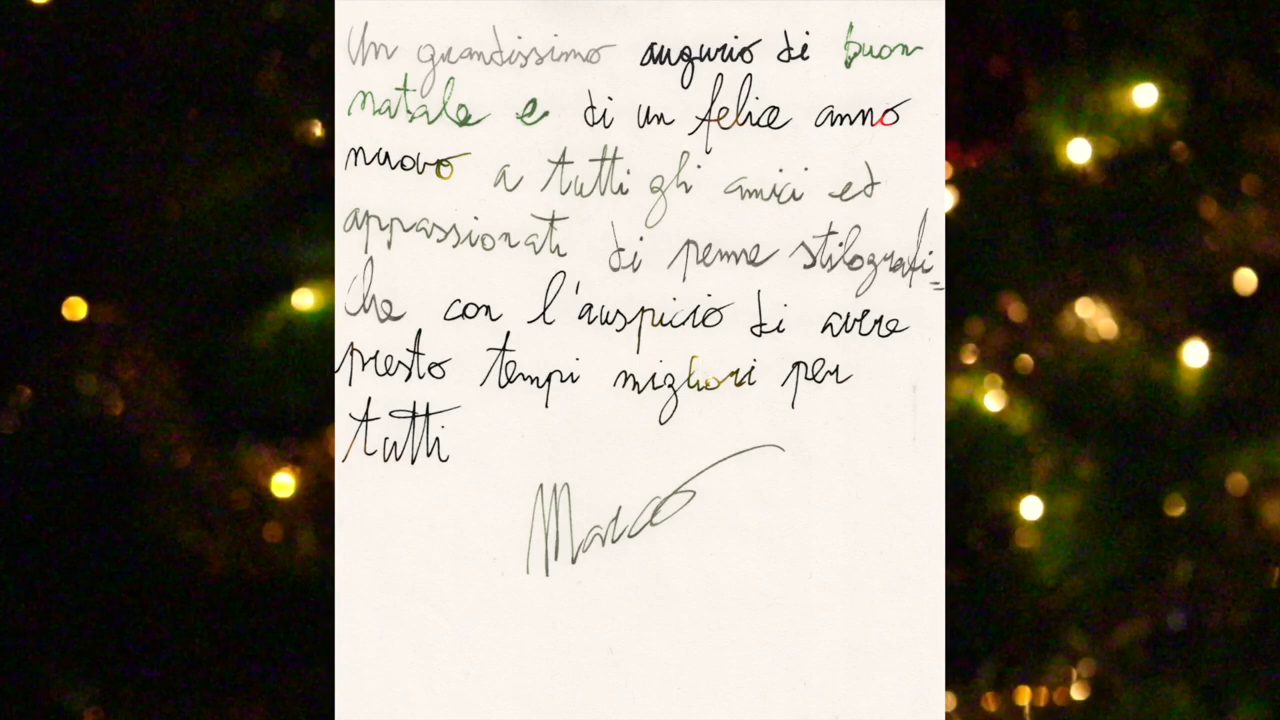 Un grandissimo augurio di buon
natale e di un felice anno
nuovo a tutti gli amici ed
appassionati di penne stilografi=
che con l'auspicio di avere
presto tempi migliori per
tutti
Marco